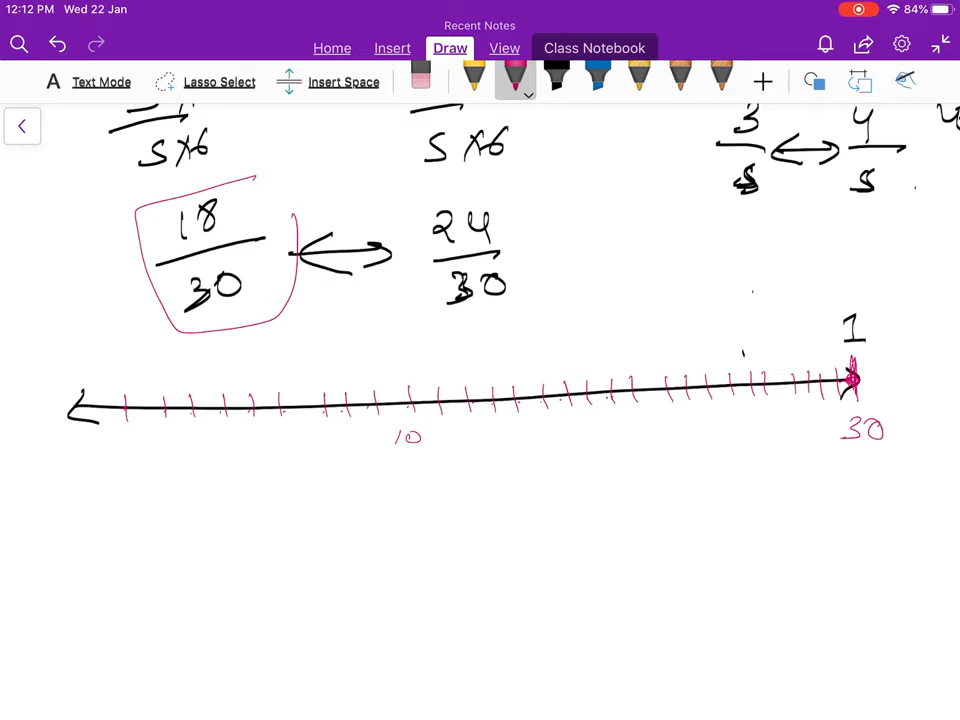 12:12 PM Wed 22 Jan
84%
Recent Notes
Home Insert Draw View Class Notebook
A Text Mode Lasso Select Insert Space
5×6 5×6
3 4
5 5
18 24
30 30
1
10 30